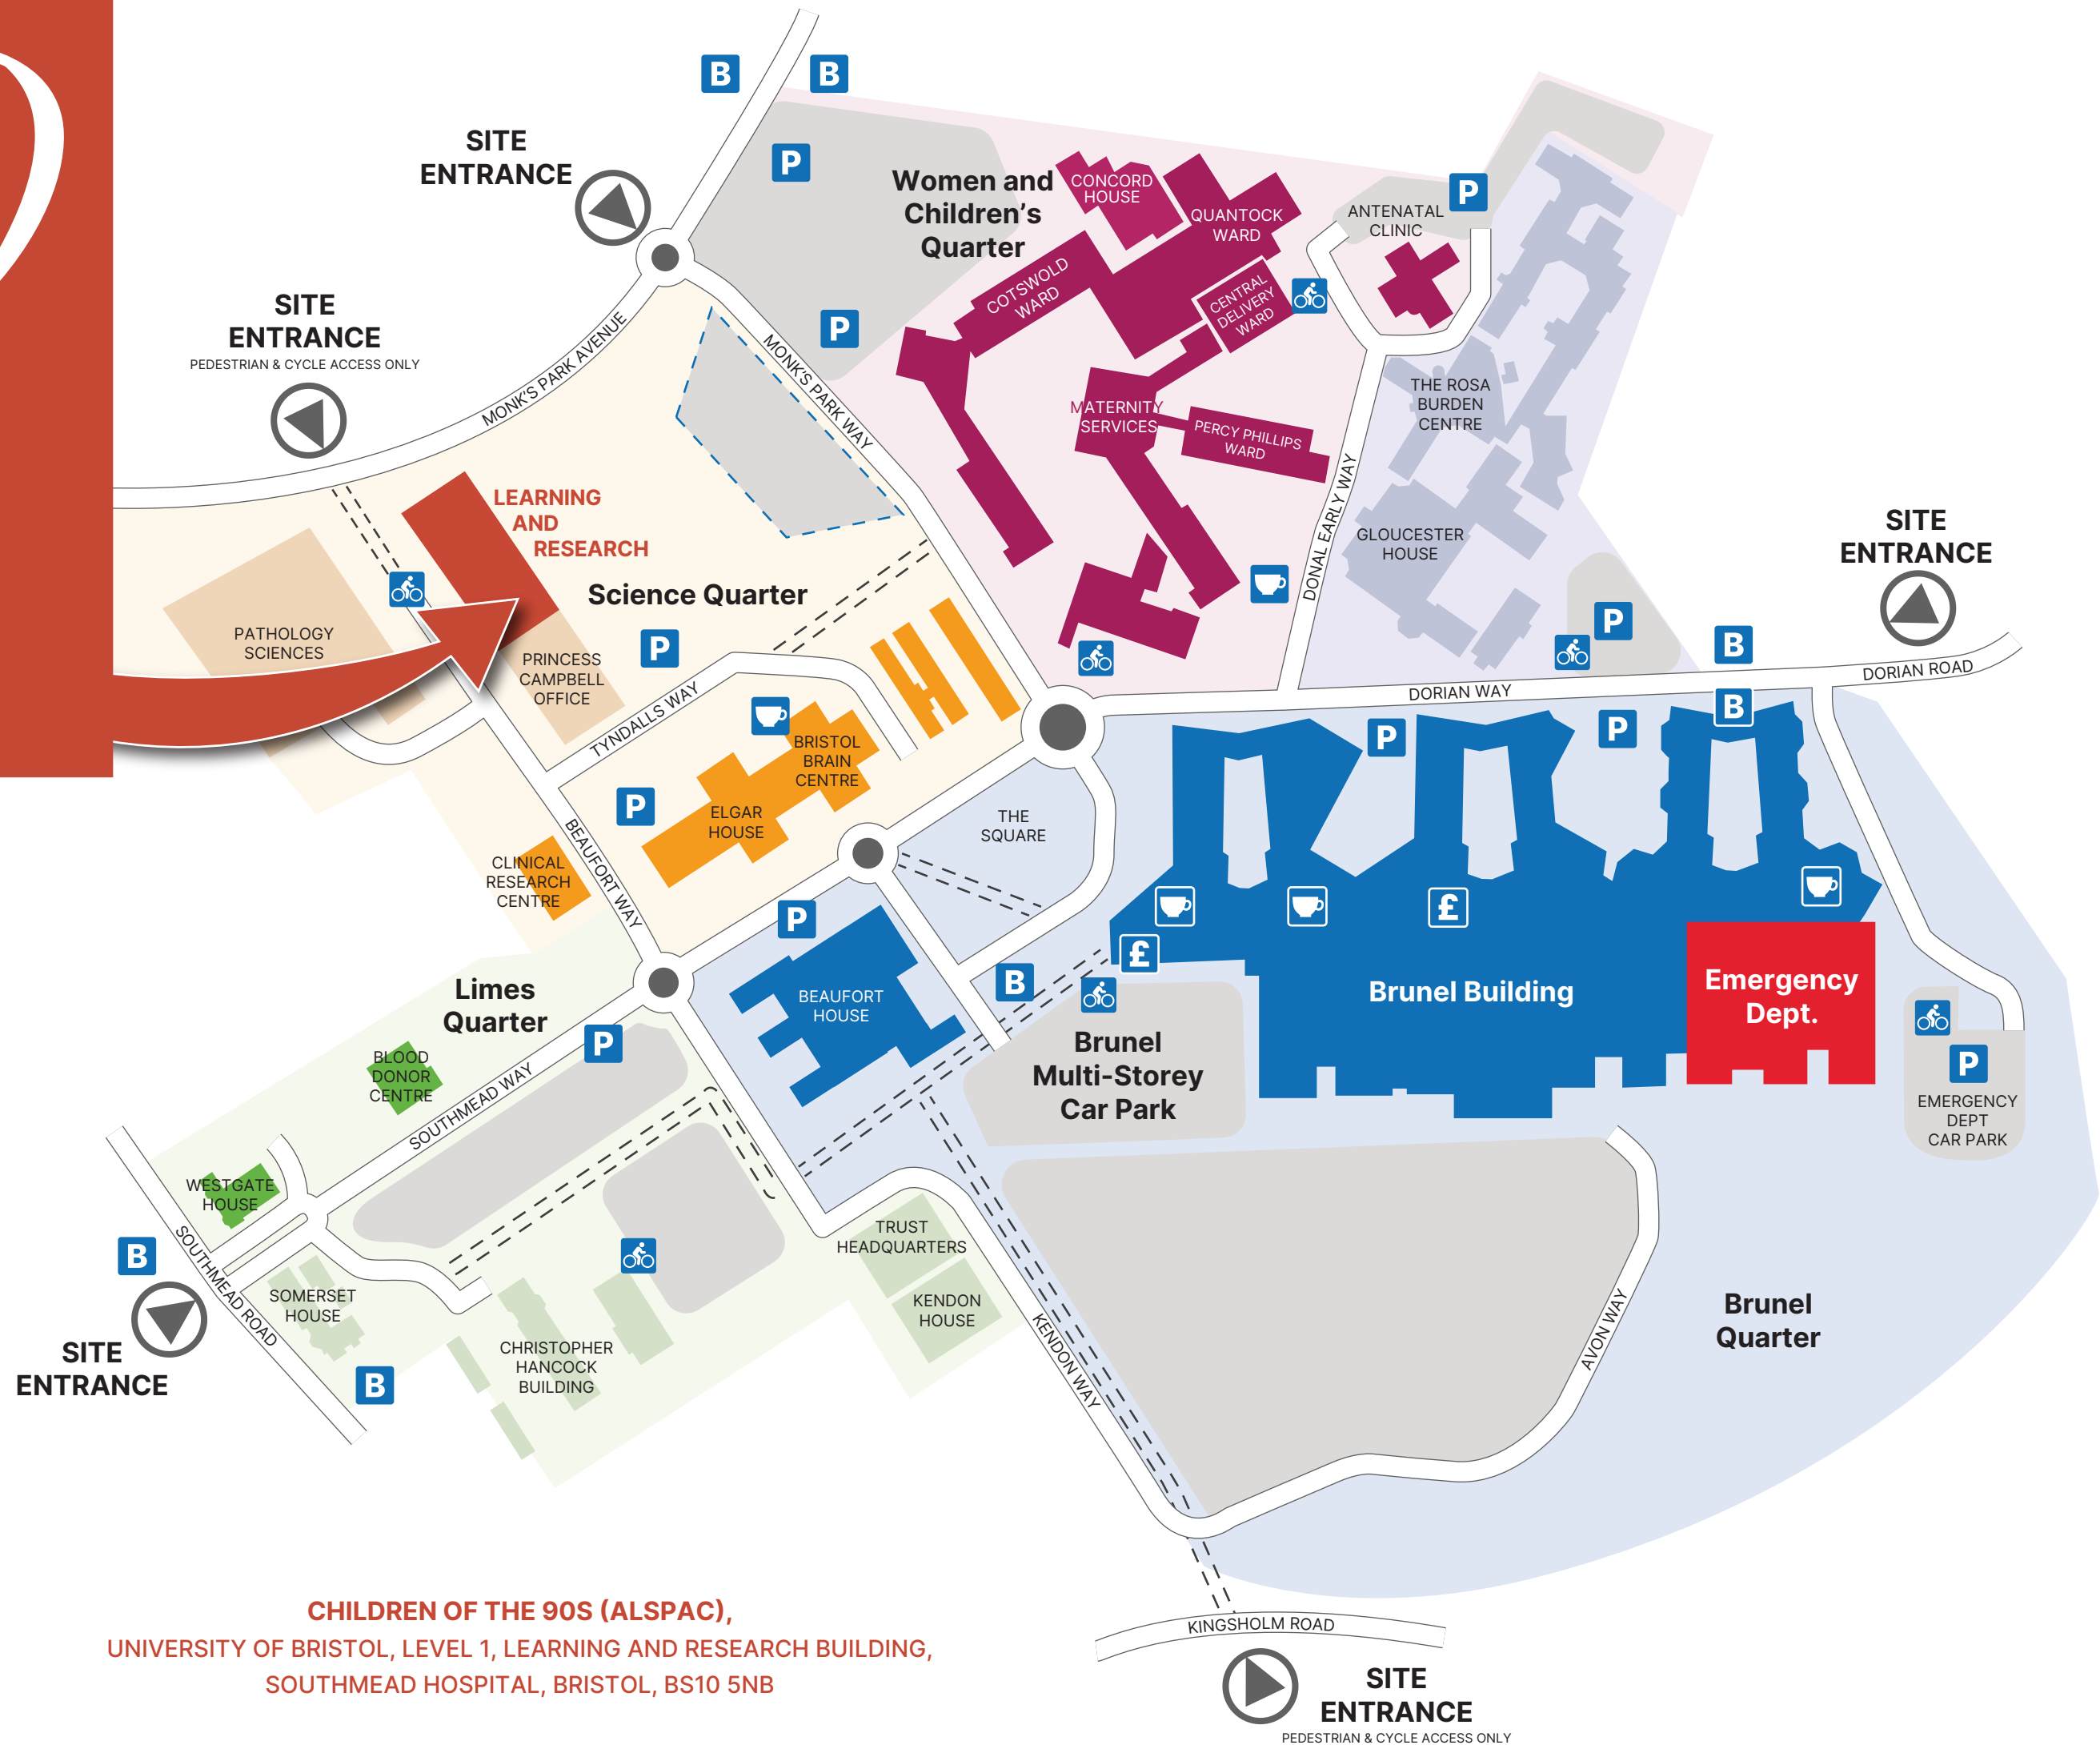 B
B
SITE
ENTRANCE
P
Women and
Children's
Quarter
CONCORD
HOUSE
QUANTOCK
WARD
ANTENATAL
CLINIC
P
COTSWOLD
WARD
CENTRAL
DELIVERY
WARD
SITE
ENTRANCE
PEDESTRIAN & CYCLE ACCESS ONLY
P
MONK'S PARK AVENUE
MONK'S PARK WAY
MATERNITY
SERVICES
PERCY PHILLIPS
WARD
THE ROSA
BURDEN
CENTRE
LEARNING
AND
RESEARCH
DONAL EARLY WAY
GLOUCESTER
HOUSE
SITE
ENTRANCE
Science Quarter
PATHOLOGY
SCIENCES
P
PRINCESS
CAMPBELL
OFFICE
P
B
DORIAN ROAD
DORIAN WAY
B
TYNDALLS WAY
P
P
BRISTOL
BRAIN
CENTRE
P
ELGAR
HOUSE
THE
SQUARE
BEAUFORT WAY
CLINICAL
RESEARCH
CENTRE
P
£
£
Limes
Quarter
B
BEAUFORT
HOUSE
Brunel Building
Emergency
Dept.
P
Brunel
Multi-Storey
Car Park
BLOOD
DONOR
CENTRE
SOUTHMEAD WAY
P
EMERGENCY
DEPT
CAR PARK
WESTGATE
HOUSE
B
SOUTHMEAD ROAD
TRUST
HEADQUARTERS
SOMERSET
HOUSE
KENDON
HOUSE
KENDON WAY
AVON WAY
Brunel
Quarter
SITE
ENTRANCE
CHRISTOPHER
HANCOCK
BUILDING
B
CHILDREN OF THE 90S (ALSPAC),
UNIVERSITY OF BRISTOL, LEVEL 1, LEARNING AND RESEARCH BUILDING,
SOUTHMEAD HOSPITAL, BRISTOL, BS10 5NB
KINGSHOLM ROAD
SITE
ENTRANCE
PEDESTRIAN & CYCLE ACCESS ONLY